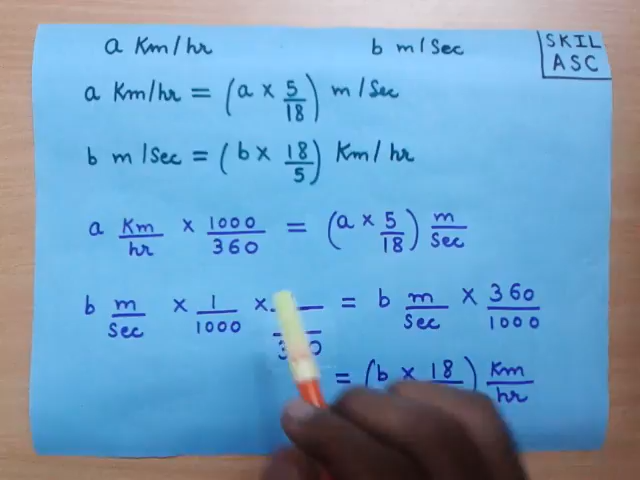 a Km/hr b m/Sec
SKIL
ASC
a Km/hr = (a × 5/18) m/Sec
b m/Sec = (b × 18/5) Km/hr
a Km/hr × 1000/360 = (a × 5/18) m/Sec
b m/Sec × 1/1000 × = b m/Sec × 360/1000
= (b × 18 ) Km/hr